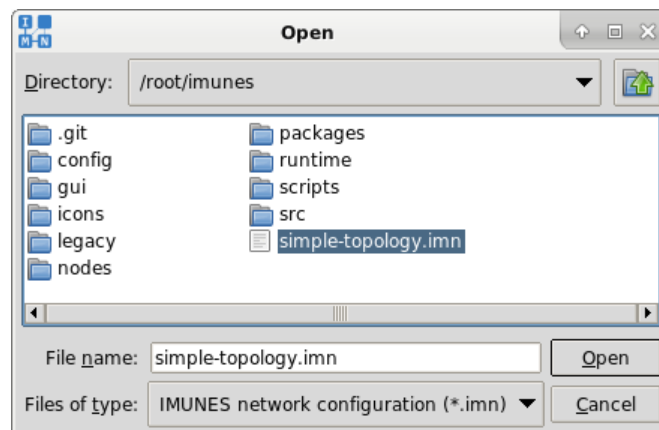 I
M-N
Open
Directory: /root/imunes
.git packages
config runtime
gui scripts
icons src
legacy simple-topology.imn
nodes
File name: simple-topology.imn Open
Files of type: IMUNES network configuration (*.imn) Cancel